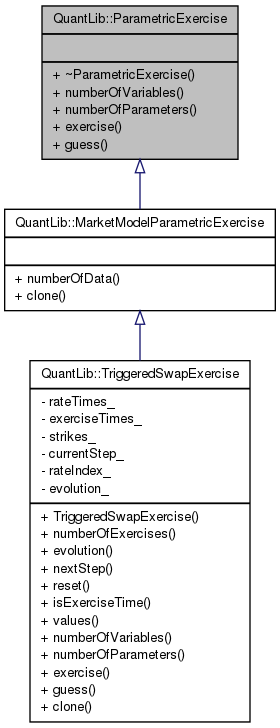 QuantLib::ParametricExercise
+ ~ParametricExercise()
+ numberOfVariables()
+ numberOfParameters()
+ exercise()
+ guess()
QuantLib::MarketModelParametricExercise
+ numberOfData()
+ clone()
QuantLib::TriggeredSwapExercise
- rateTimes_
- exerciseTimes_
- strikes_
- currentStep_
- rateIndex_
- evolution_
+ TriggeredSwapExercise()
+ numberOfExercises()
+ evolution()
+ nextStep()
+ reset()
+ isExerciseTime()
+ values()
+ numberOfVariables()
+ numberOfParameters()
+ exercise()
+ guess()
+ clone()